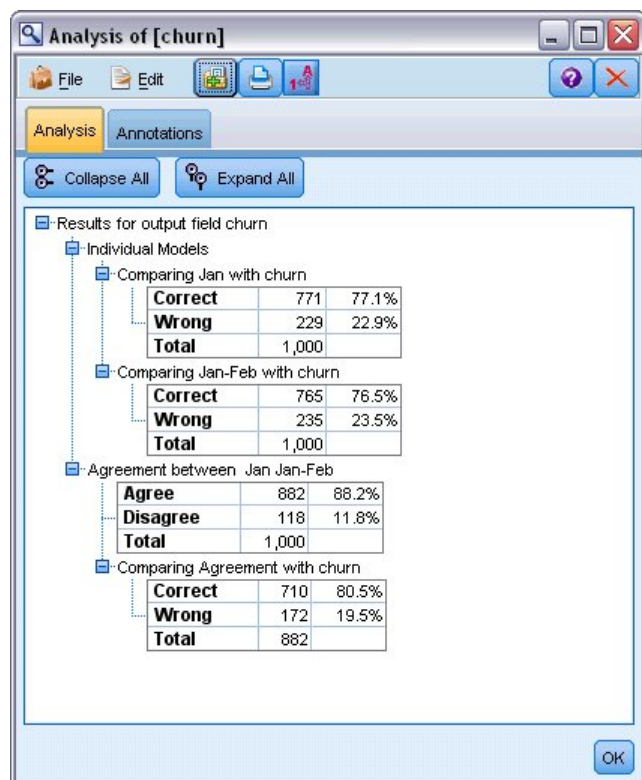 Analysis of [churn]
File Edit
Analysis Annotations
Collapse All Expand All
Results for output field churn
Individual Models
Comparing Jan with churn
Correct 771 77.1%
Wrong 229 22.9%
Total 1,000
Comparing Jan-Feb with churn
Correct 765 76.5%
Wrong 235 23.5%
Total 1,000
Agreement between Jan Jan-Feb
Agree 882 88.2%
Disagree 118 11.8%
Total 1,000
Comparing Agreement with churn
Correct 710 80.5%
Wrong 172 19.5%
Total 882
OK